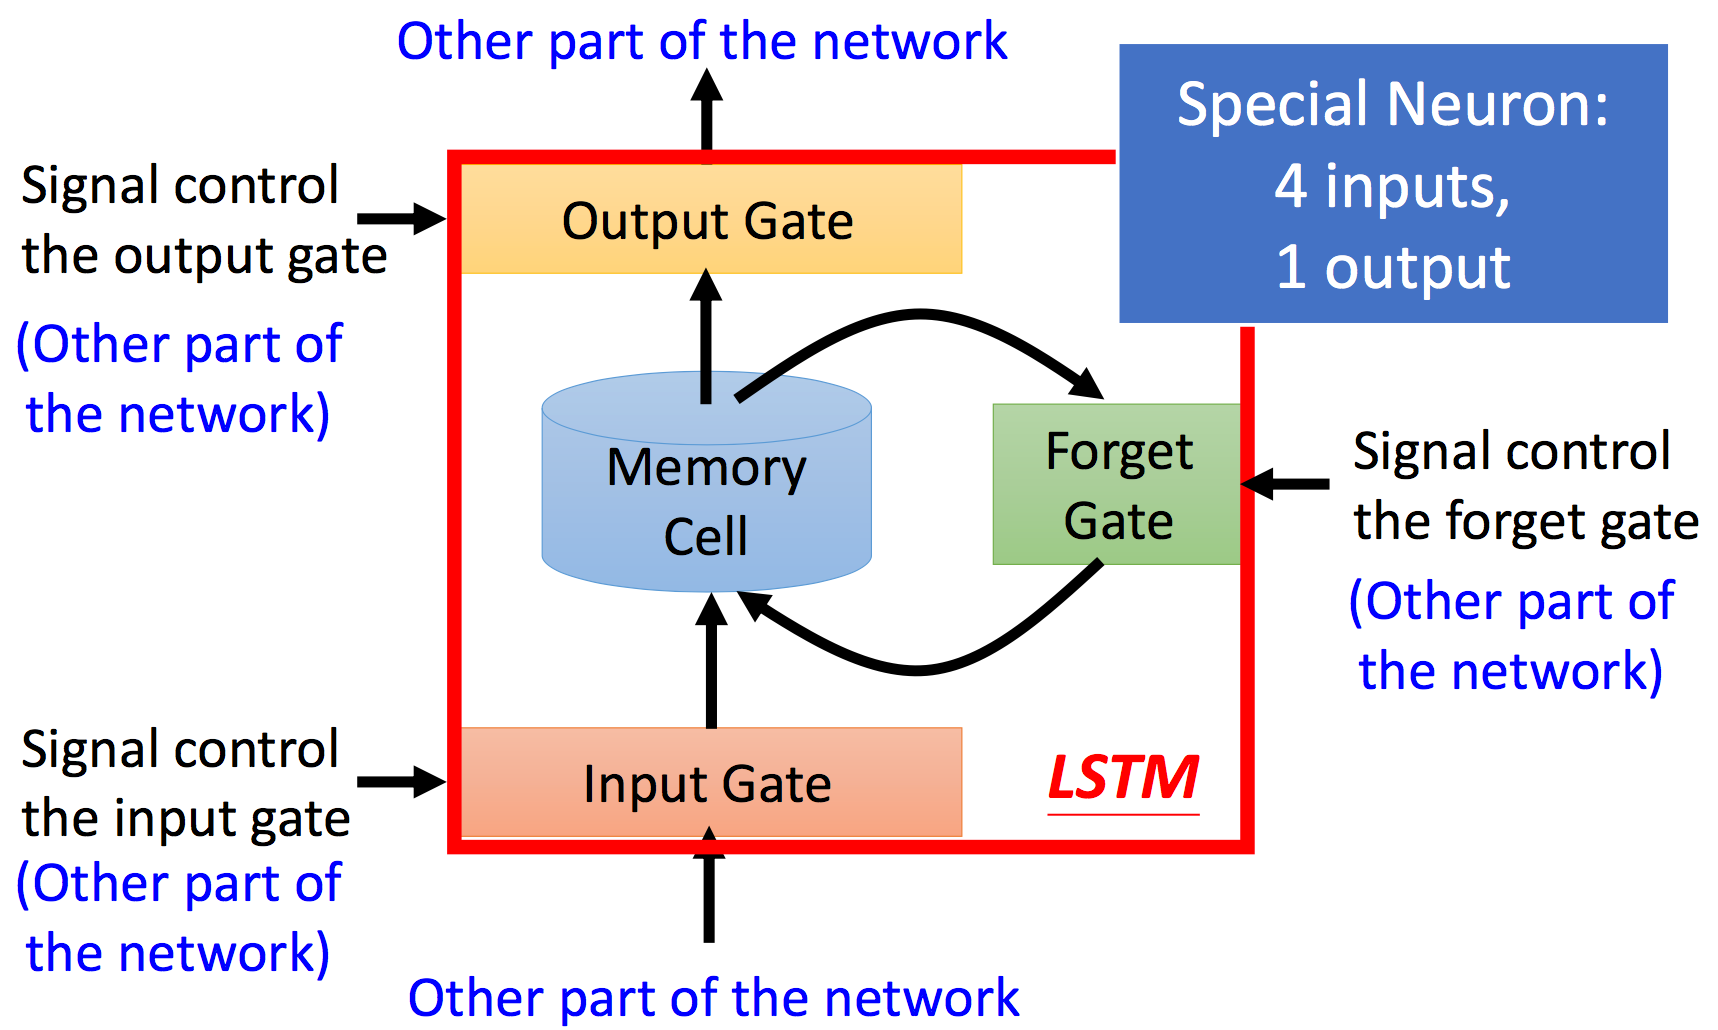 Other part of the network
Special Neuron:
4 inputs,
1 output
Signal control
the output gate
(Other part of
the network)
Output Gate
Memory
Cell
Forget
Gate
Signal control
the forget gate
(Other part of
the network)
Signal control
the input gate
(Other part of
the network)
Input Gate
LSTM
Other part of the network